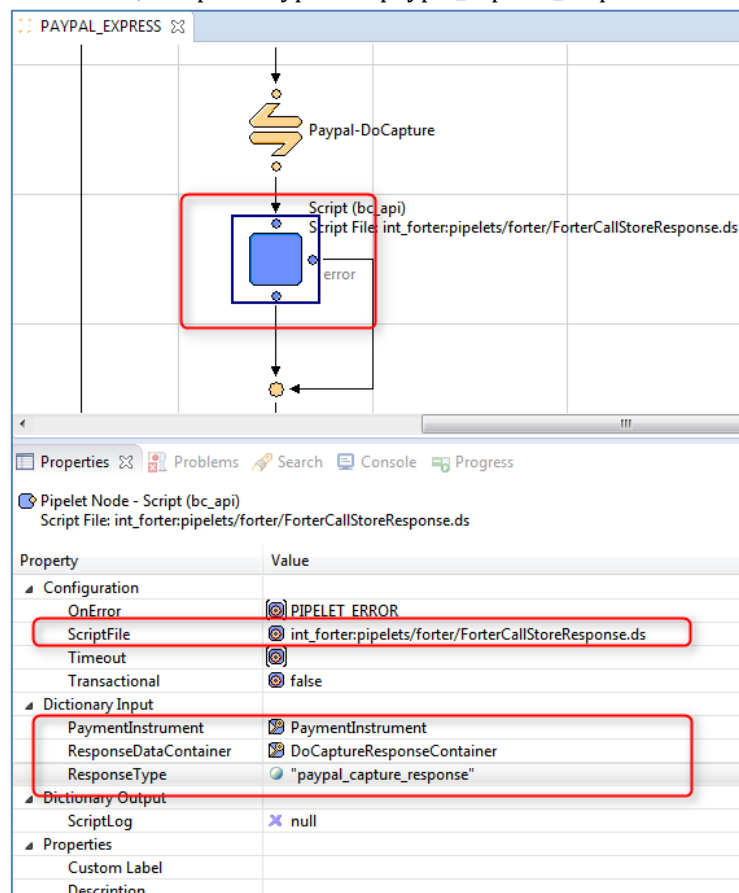 PAYPAL_EXPRESS
Paypal-DoCapture
Script (bc_api)
Script File: int_forter:pipelets/forter/ForterCallStoreResponse.ds
error
Properties Problems Search Console Progress
Pipelet Node - Script (bc_api)
Script File: int_forter:pipelets/forter/ForterCallStoreResponse.ds
Property Value
Configuration
OnError PIPELET_ERROR
ScriptFile int_forter:pipelets/forter/ForterCallStoreResponse.ds
Timeout
Transactional false
Dictionary Input
PaymentInstrument PaymentInstrument
ResponseDataContainer DoCaptureResponseContainer
ResponseType "paypal_capture_response"
Dictionary Output
ScriptLog null
Properties
Custom Label
Description